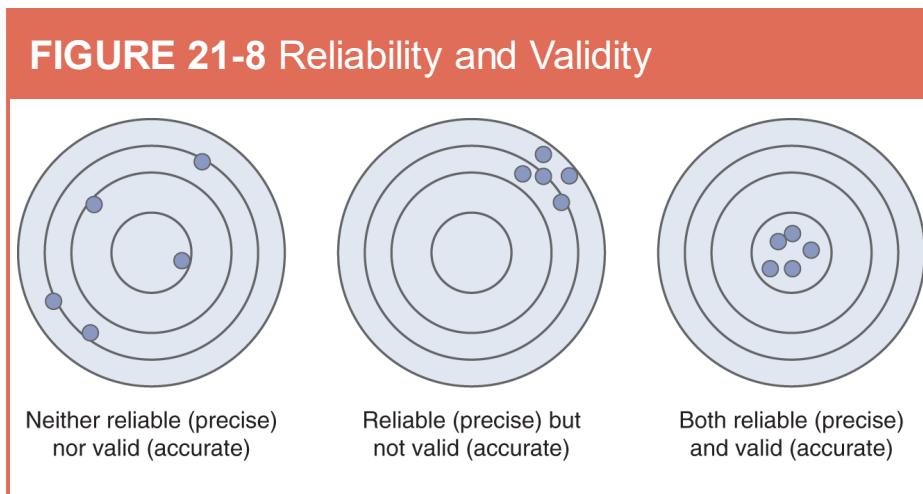 FIGURE 21-8 Reliability and Validity
Neither reliable (precise)
nor valid (accurate)
Reliable (precise) but
not valid (accurate)
Both reliable (precise)
and valid (accurate)